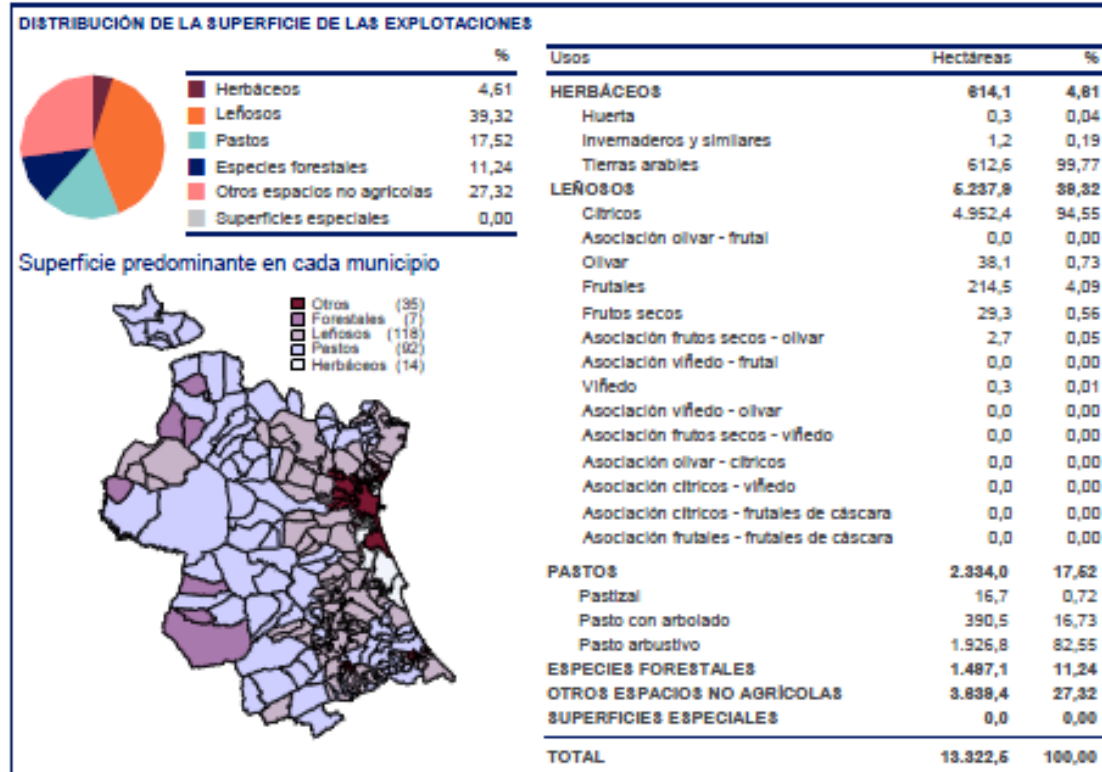 DISTRIBUCIÓN DE LA SUPERFICIE DE LAS EXPLOTACIONES
%
Herbáceos 4,61
Leñosos 39,32
Pastos 17,52
Especies forestales 11,24
Otros espacios no agrícolas 27,32
Superficies especiales 0,00
Superficie predominante en cada municipio
Otros (35)
Forestales (7)
Leñosos (118)
Pastos (92)
Herbáceos (14)
Usos Hectáreas %
HERBÁCEOS 614,1 4,61
Huerta 0,3 0,04
Invernaderos y similares 1,2 0,19
Tierras arables 612,6 99,77
LEÑOSOS 5.237,9 39,32
Cítricos 4.952,4 94,55
Asociación olivar - frutal 0,0 0,00
Olivar 38,1 0,73
Frutales 214,5 4,09
Frutos secos 29,3 0,56
Asociación frutos secos - olivar 2,7 0,05
Asociación viñedo - frutal 0,0 0,00
Viñedo 0,3 0,01
Asociación viñedo - olivar 0,0 0,00
Asociación frutos secos - viñedo 0,0 0,00
Asociación olivar - cítricos 0,0 0,00
Asociación cítricos - viñedo 0,0 0,00
Asociación cítricos - frutales de cáscara 0,0 0,00
Asociación frutales - frutales de cáscara 0,0 0,00
PASTOS 2.334,0 17,52
Pastizal 16,7 0,72
Pasto con arbolado 390,5 16,73
Pasto arbustivo 1.926,8 82,55
ESPECIES FORESTALES 1.497,1 11,24
OTROS ESPACIOS NO AGRÍCOLAS 3.639,4 27,32
SUPERFICIES ESPECIALES 0,0 0,00
TOTAL 13.322,5 100,00